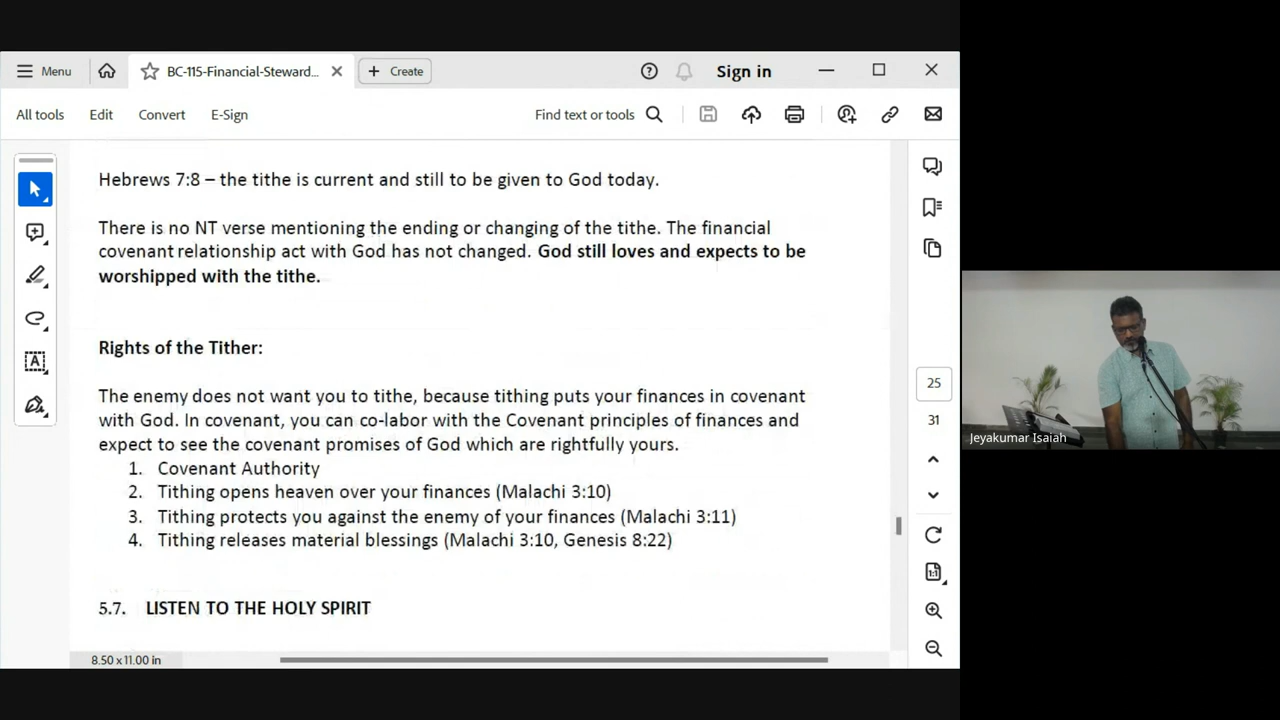 Menu
BC-115-Financial-Steward...
Create
Sign in
All tools
Edit
Convert
E-Sign
Find text or tools
Hebrews 7:8 – the tithe is current and still to be given to God today.
There is no NT verse mentioning the ending or changing of the tithe. The financial
covenant relationship act with God has not changed. God still loves and expects to be
worshipped with the tithe.
Rights of the Tither:
The enemy does not want you to tithe, because tithing puts your finances in covenant
with God. In covenant, you can co-labor with the Covenant principles of finances and
expect to see the covenant promises of God which are rightfully yours.
1. Covenant Authority
2. Tithing opens heaven over your finances (Malachi 3:10)
3. Tithing protects you against the enemy of your finances (Malachi 3:11)
4. Tithing releases material blessings (Malachi 3:10, Genesis 8:22)
5.7. LISTEN TO THE HOLY SPIRIT
8.50 x 11.00 in
25
31
1:1
Jeyakumar Isaiah